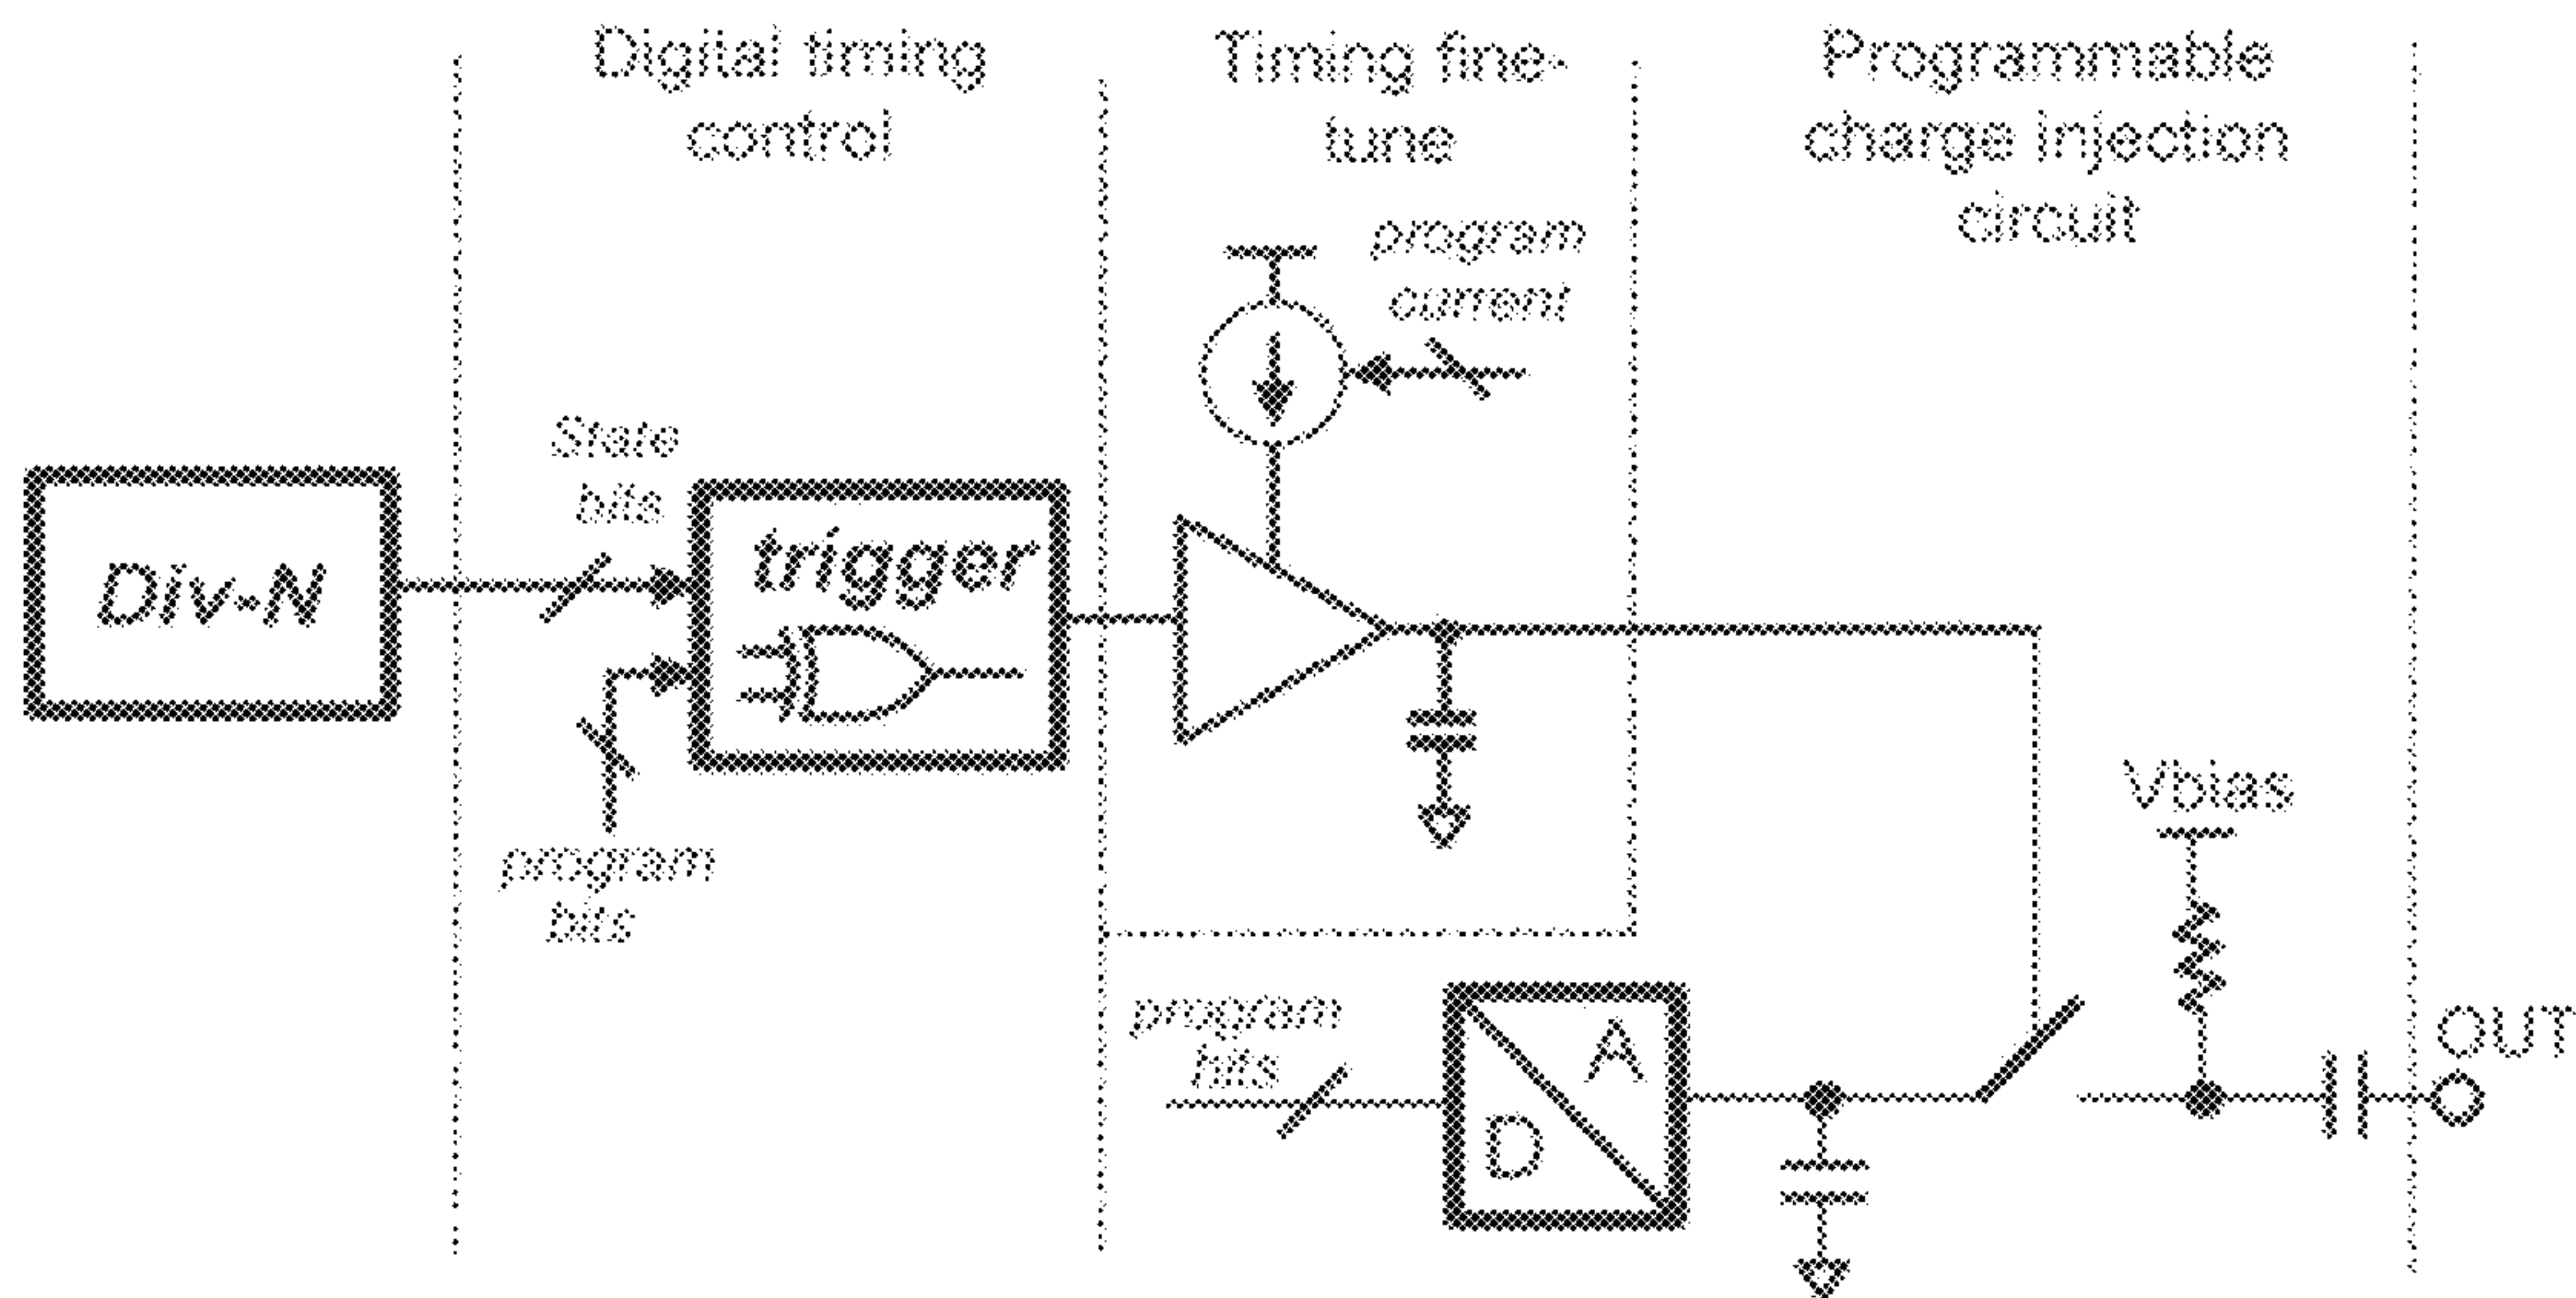 Digital timing
control
Timing fine-
tune
Programmable
charge injection
circuit
program
current
State
bits
Div-N
trigger
program
bits
Vbias
program
bits
A
D
OUT